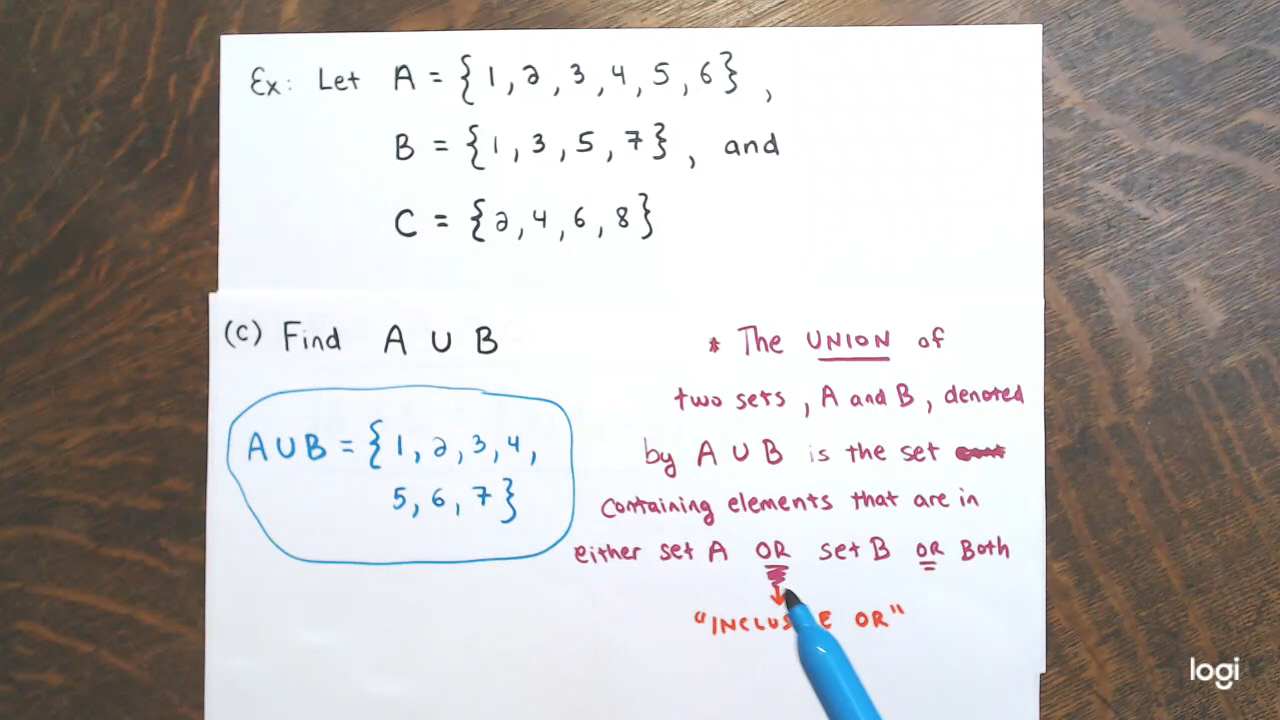 Ex: Let A = {1, 2, 3, 4, 5, 6},
B = {1, 3, 5, 7}, and
C = {2, 4, 6, 8}
(c) Find A ∪ B
A ∪ B = {1, 2, 3, 4,
5, 6, 7}
* The UNION of
two sets, A and B, denoted
by A ∪ B is the set
containing elements that are in
either set A OR set B OR Both
OR"
logi